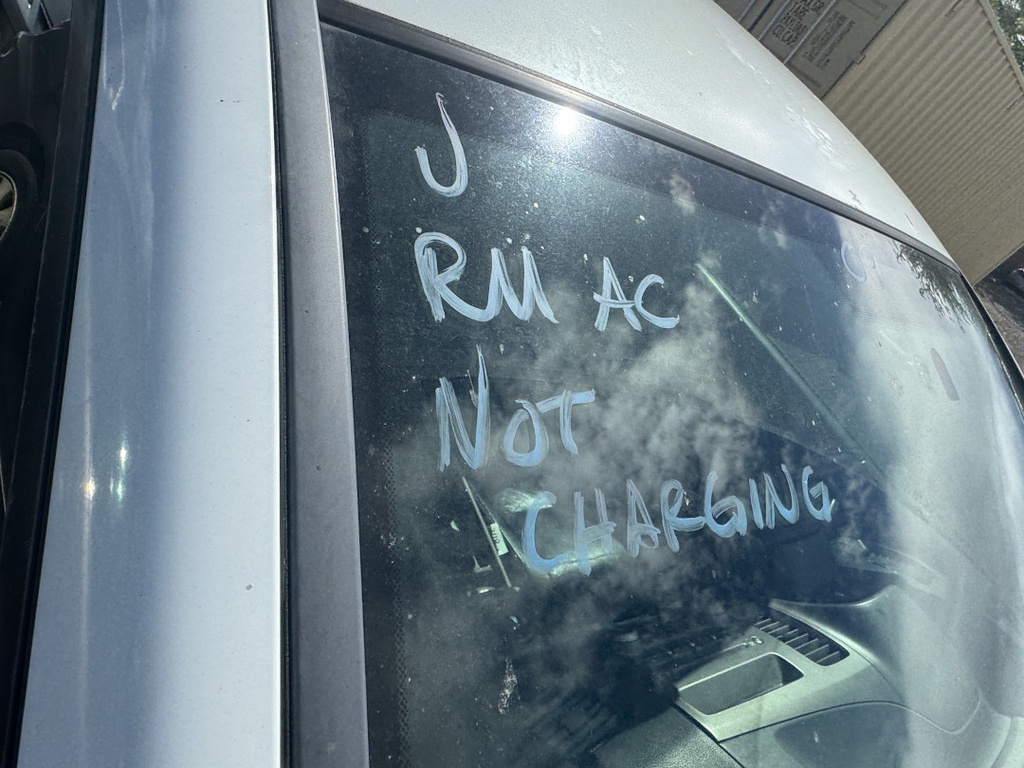 J
RM AC
NOT
CHARGING